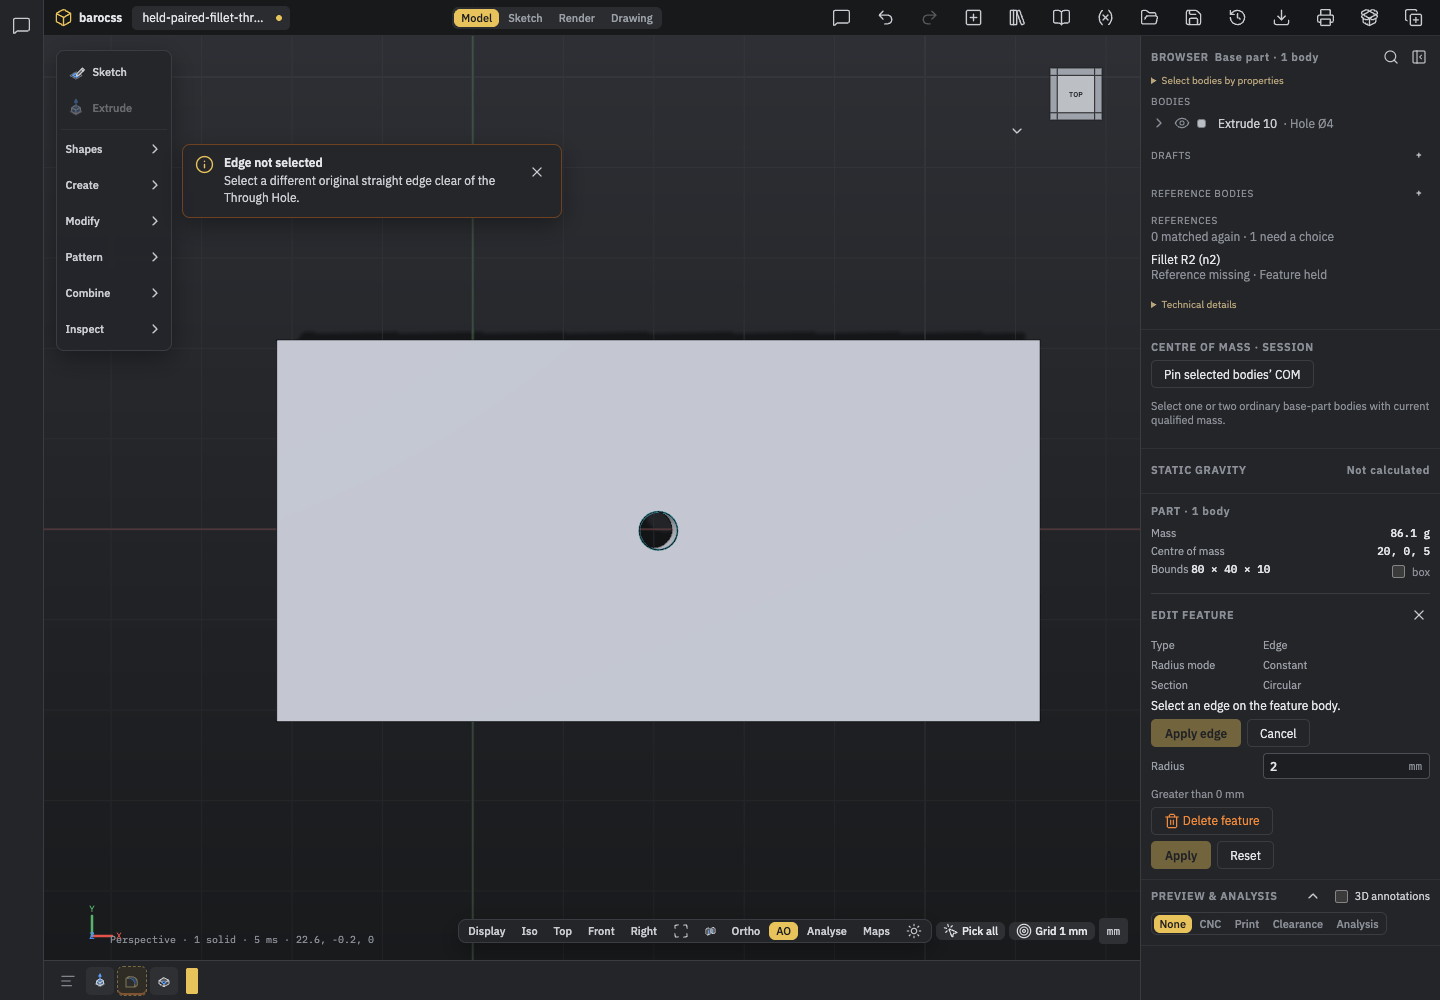 barocss
held-paired-fillet-thr...
Model
Sketch
Render
Drawing
Sketch
Extrude
Shapes
Create
Modify
Pattern
Combine
Inspect
Edge not selected
Select a different original straight edge clear of the
Through Hole.
TOP
Y
X
Z
Perspective · 1 solid · 5 ms · 22.6, -0.2, 0
Display
Iso
Top
Front
Right
Ortho
AO
Analyse
Maps
Pick all
Grid 1 mm
mm
BROWSER Base part · 1 body
Select bodies by properties
BODIES
Extrude 10 · Hole Ø4
DRAFTS
REFERENCE BODIES
REFERENCES
0 matched again · 1 need a choice
Fillet R2 (n2)
Reference missing · Feature held
Technical details
CENTRE OF MASS · SESSION
Pin selected bodies’ COM
Select one or two ordinary base-part bodies with current
qualified mass.
STATIC GRAVITY Not calculated
PART · 1 body
Mass 86.1 g
Centre of mass 20, 0, 5
Bounds 80 × 40 × 10 box
EDIT FEATURE
Type Edge
Radius mode Constant
Section Circular
Select an edge on the feature body.
Apply edge Cancel
Radius 2 mm
Greater than 0 mm
Delete feature
Apply Reset
PREVIEW & ANALYSIS 3D annotations
None CNC Print Clearance Analysis